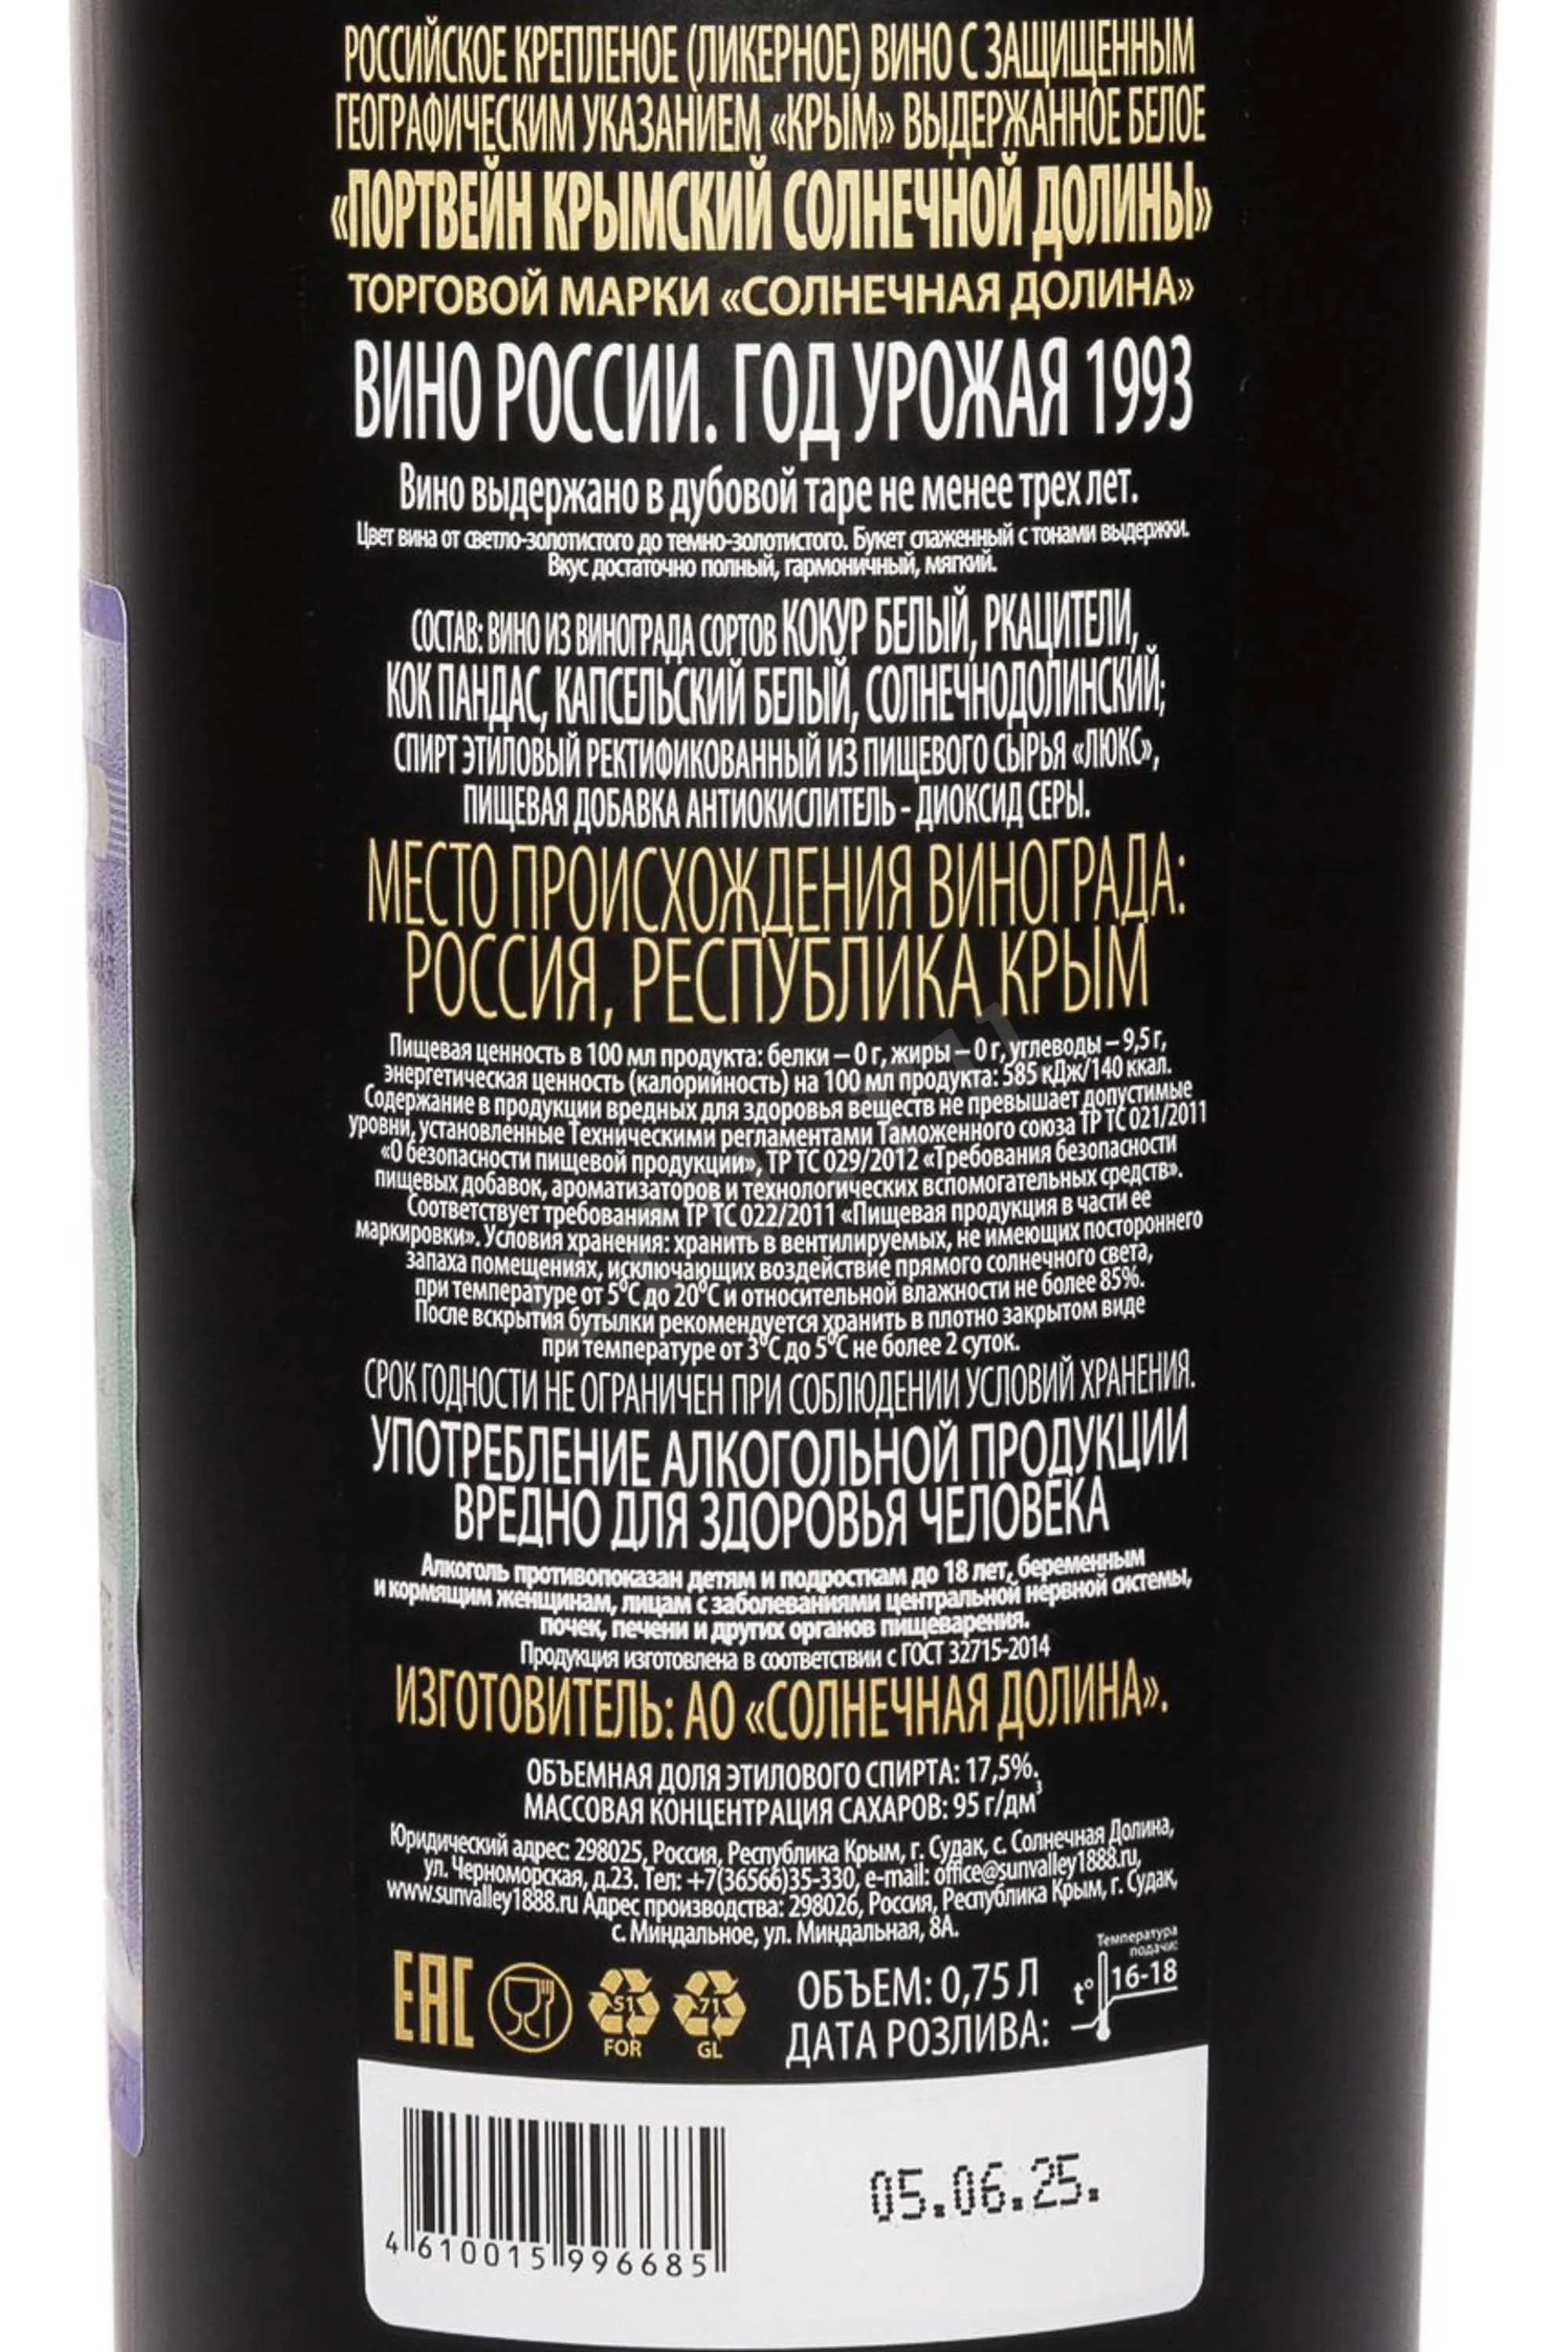 РОССИЙСКОЕ КРЕПЛЕНОЕ (ЛИКЕРНОЕ) ВИНО С ЗАЩИЩЕННЫМ
ГЕОГРАФИЧЕСКИМ УКАЗАНИЕМ «КРЫМ» ВЫДЕРЖАННОЕ БЕЛОЕ
«ПОРТВЕЙН КРЫМСКИЙ СОЛНЕЧНОЙ ДОЛИНЫ»
ТОРГОВОЙ МАРКИ «СОЛНЕЧНАЯ ДОЛИНА»
ВИНО РОССИИ. ГОД УРОЖАЯ 1993
Вино выдержано в дубовой таре не менее трех лет.
Цвет вина от светло-золотистого до темно-золотистого. Букет слаженный с тонами выдержки.
Вкус достаточно полный, гармоничный, мягкий.
СОСТАВ: ВИНО ИЗ ВИНОГРАДА СОРТОВ КОКУР БЕЛЫЙ, РКАЦИТЕЛИ,
КОК ПАНДАС, КАПСЕЛЬСКИЙ БЕЛЫЙ, СОЛНЕЧНОДОЛИНСКИЙ;
СПИРТ ЭТИЛОВЫЙ РЕКТИФИКОВАННЫЙ ИЗ ПИЩЕВОГО СЫРЬЯ «ЛЮКС»,
ПИЩЕВАЯ ДОБАВКА АНТИОКИСЛИТЕЛЬ - ДИОКСИД СЕРЫ.
МЕСТО ПРОИСХОЖДЕНИЯ ВИНОГРАДА:
РОССИЯ, РЕСПУБЛИКА КРЫМ
Пищевая ценность в 100 мл продукта: белки – 0 г, жиры – 0 г, углеводы – 9,5 г,
энергетическая ценность (калорийность) на 100 мл продукта: 585 кДж/140 ккал.
Содержание в продукции вредных для здоровья веществ не превышает допустимые
уровни, установленные Техническими регламентами Таможенного союза ТР ТС 021/2011
«О безопасности пищевой продукции», ТР ТС 029/2012 «Требования безопасности
пищевых добавок, ароматизаторов и технологических вспомогательных средств».
Соответствует требованиям ТР ТС 022/2011 «Пищевая продукция в части ее
маркировки». Условия хранения: хранить в вентилируемых, не имеющих постороннего
запаха помещениях, исключающих воздействие прямого солнечного света,
при температуре от 5⁰С до 20⁰С и относительной влажности не более 85%.
После вскрытия бутылки рекомендуется хранить в плотно закрытом виде
при температуре от 3⁰С до 5⁰С не более 2 суток.
СРОК ГОДНОСТИ НЕ ОГРАНИЧЕН ПРИ СОБЛЮДЕНИИ УСЛОВИЙ ХРАНЕНИЯ.
УПОТРЕБЛЕНИЕ АЛКОГОЛЬНОЙ ПРОДУКЦИИ
ВРЕДНО ДЛЯ ЗДОРОВЬЯ ЧЕЛОВЕКА
Алкоголь противопоказан детям и подросткам до 18 лет, беременным
и кормящим женщинам, лицам с заболеваниями центральной нервной системы,
почек, печени и других органов пищеварения.
Продукция изготовлена в соответствии с ГОСТ 32715-2014
ИЗГОТОВИТЕЛЬ: АО «СОЛНЕЧНАЯ ДОЛИНА».
ОБЪЕМНАЯ ДОЛЯ ЭТИЛОВОГО СПИРТА: 17,5%.
МАССОВАЯ КОНЦЕНТРАЦИЯ САХАРОВ: 95 г/дм³
Юридический адрес: 298025, Россия, Республика Крым, г. Судак, с. Солнечная Долина,
ул. Черноморская, д.23. Тел: +7(36566)35-330, e-mail: office@sunvalley1888.ru,
www.sunvalley1888.ru Адрес производства: 298026, Россия, Республика Крым, г. Судак,
с. Миндальное, ул. Миндальная, 8А.
Температура
подачи:
t° 16-18
EAC
51
FOR
71
GL
ОБЪЕМ: 0,75 Л
ДАТА РОЗЛИВА:
05.06.25.
4 610015 996685